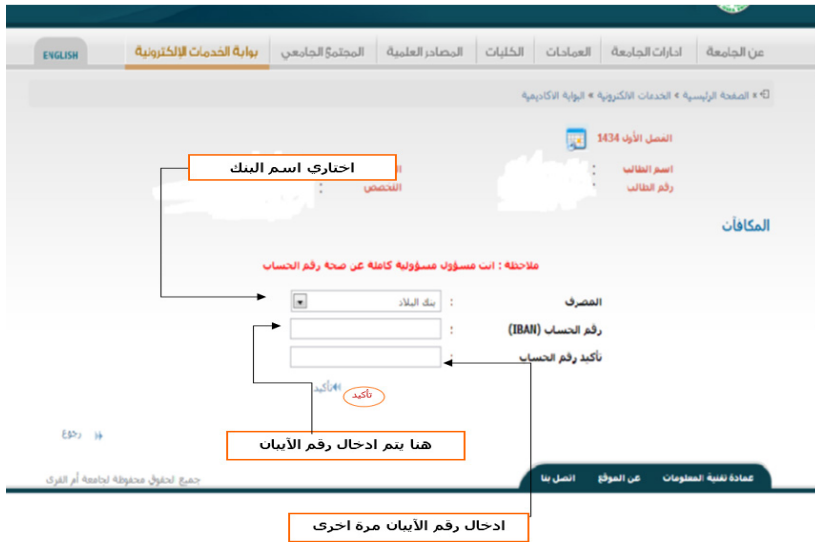 عن الجامعة ادارات الجامعة العمادات الكليات المصادر العلمية المجتمع الجامعي بوابة الخدمات الإلكترونية ENGLISH
» الصفحة الرئيسية » الخدمات الالكترونية » البوابة الاكاديمية
الفصل الأول 1434
اختاري اسم البنك
اسم الطالب :
رقم الطالب :
التخصص :
المكافآت
ملاحظة : انت مسؤول مسؤولية كاملة عن صحة رقم الحساب
المصرف : بنك البلاد
رقم الحساب (IBAN) :
تأكيد رقم الحساب :
تأكيد
تأكيد
رجوع
هنا يتم ادخال رقم الآيبان
عمادة تقنية المعلومات عن الموقع اتصل بنا
جميع الحقوق محفوظة لجامعة أم القرى
ادخال رقم الآيبان مرة اخرى